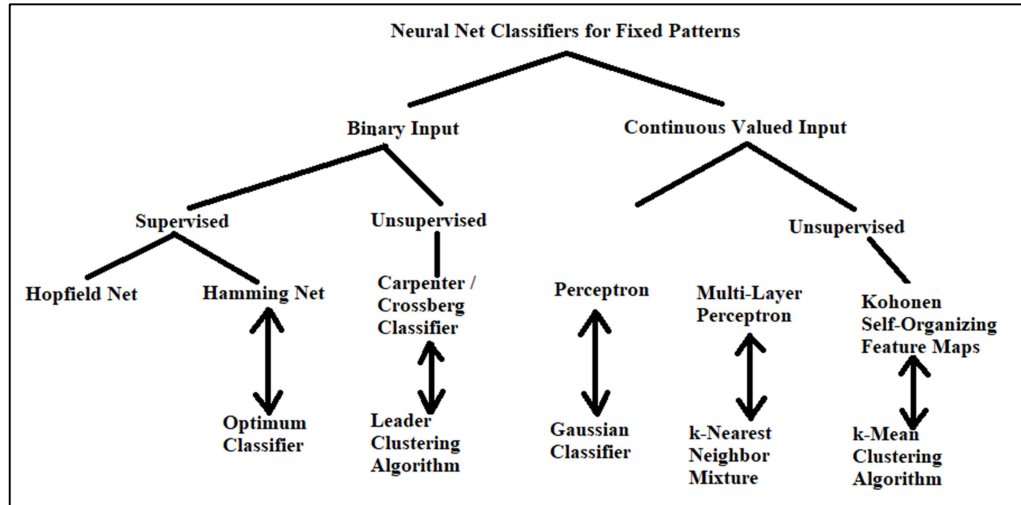 Neural Net Classifiers for Fixed Patterns
Binary Input
Continuous Valued Input
Supervised
Unsupervised
Unsupervised
Hopfield Net
Hamming Net
Carpenter /
Crossberg
Classifier
Perceptron
Multi-Layer
Perceptron
Kohonen
Self-Organizing
Feature Maps
Optimum
Classifier
Leader
Clustering
Algorithm
Gaussian
Classifier
k-Nearest
Neighbor
Mixture
k-Mean
Clustering
Algorithm